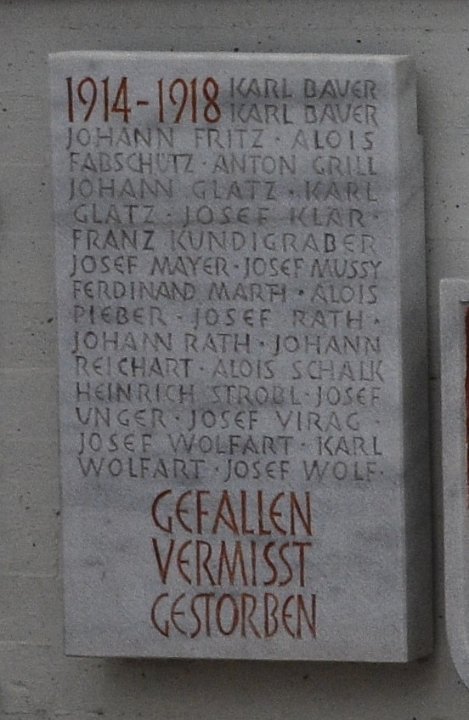 1914-1918 KARL BAUER
KARL BAUER
JOHANN FRITZ · ALOIS
FABSCHÜTZ · ANTON GRILL
JOHANN GLATZ · KARL
GLATZ · JOSEF KLAR ·
FRANZ KUNDIGRABER
JOSEF MAYER · JOSEF MUSSY
FERDINAND MARTH · ALOIS
PIEBER · JOSEF RATH ·
JOHANN RATH · JOHANN
REICHART · ALOIS SCHALK
HEINRICH STROBL · JOSEF
UNGER · JOSEF VIRAG ·
JOSEF WOLFART · KARL
WOLFART · JOSEF WOLF ·
GEFALLEN
VERMISST
GESTORBEN